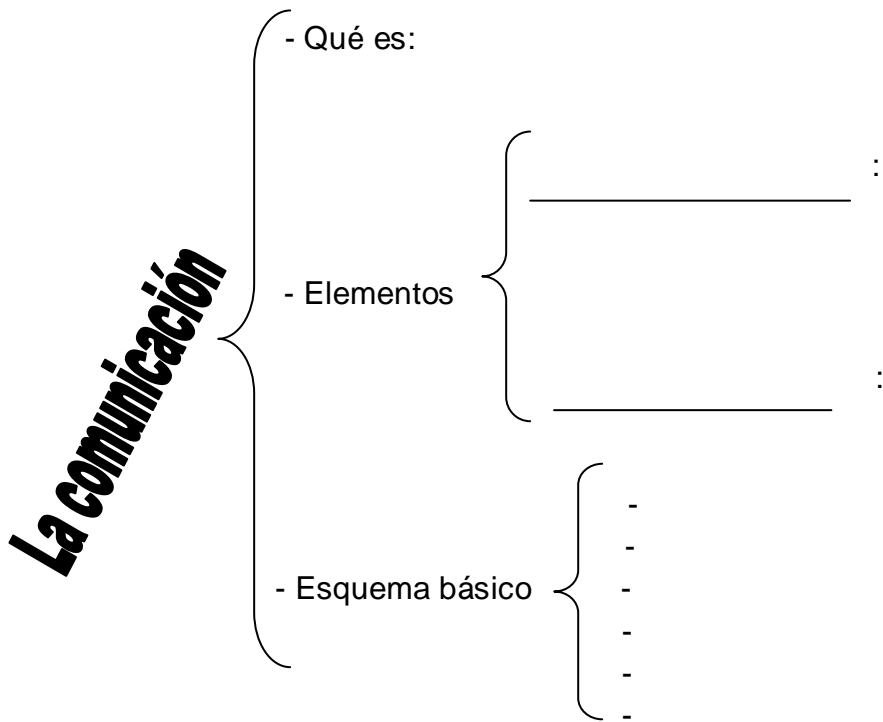 La comunicación
- Qué es:
- Elementos
:
:
- Esquema básico
-
-
-
-
-
-